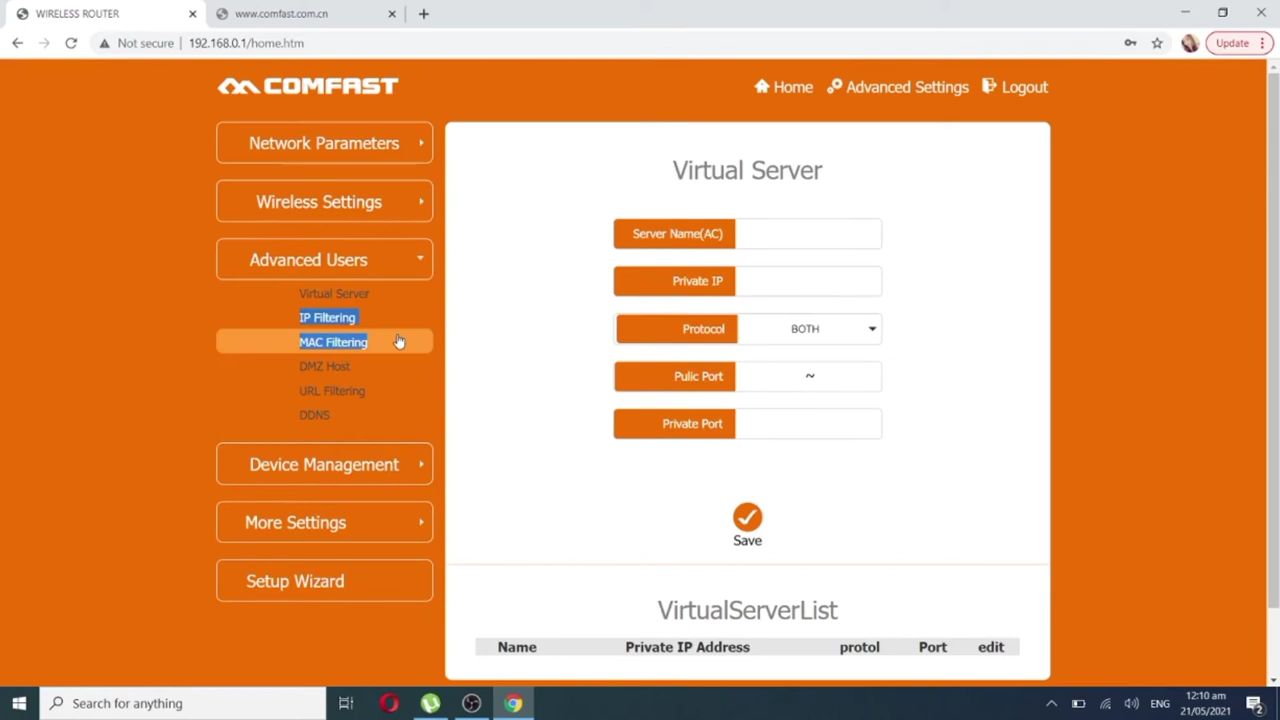 WIRELESS ROUTER
www.comfast.com.cn
Not secure 192.168.0.1/home.htm
Update
COMFAST
Home Advanced Settings Logout
Network Parameters
Wireless Settings
Advanced Users
Virtual Server
IP Filtering
MAC Filtering
DMZ Host
URL Filtering
DDNS
Device Management
More Settings
Setup Wizard
Virtual Server
Server Name(AC)
Private IP
Protocol BOTH
Pulic Port ~
Private Port
Save
VirtualServerList
Name Private IP Address protol Port edit
Search for anything
ENG
12:10 am
21/05/2021
2